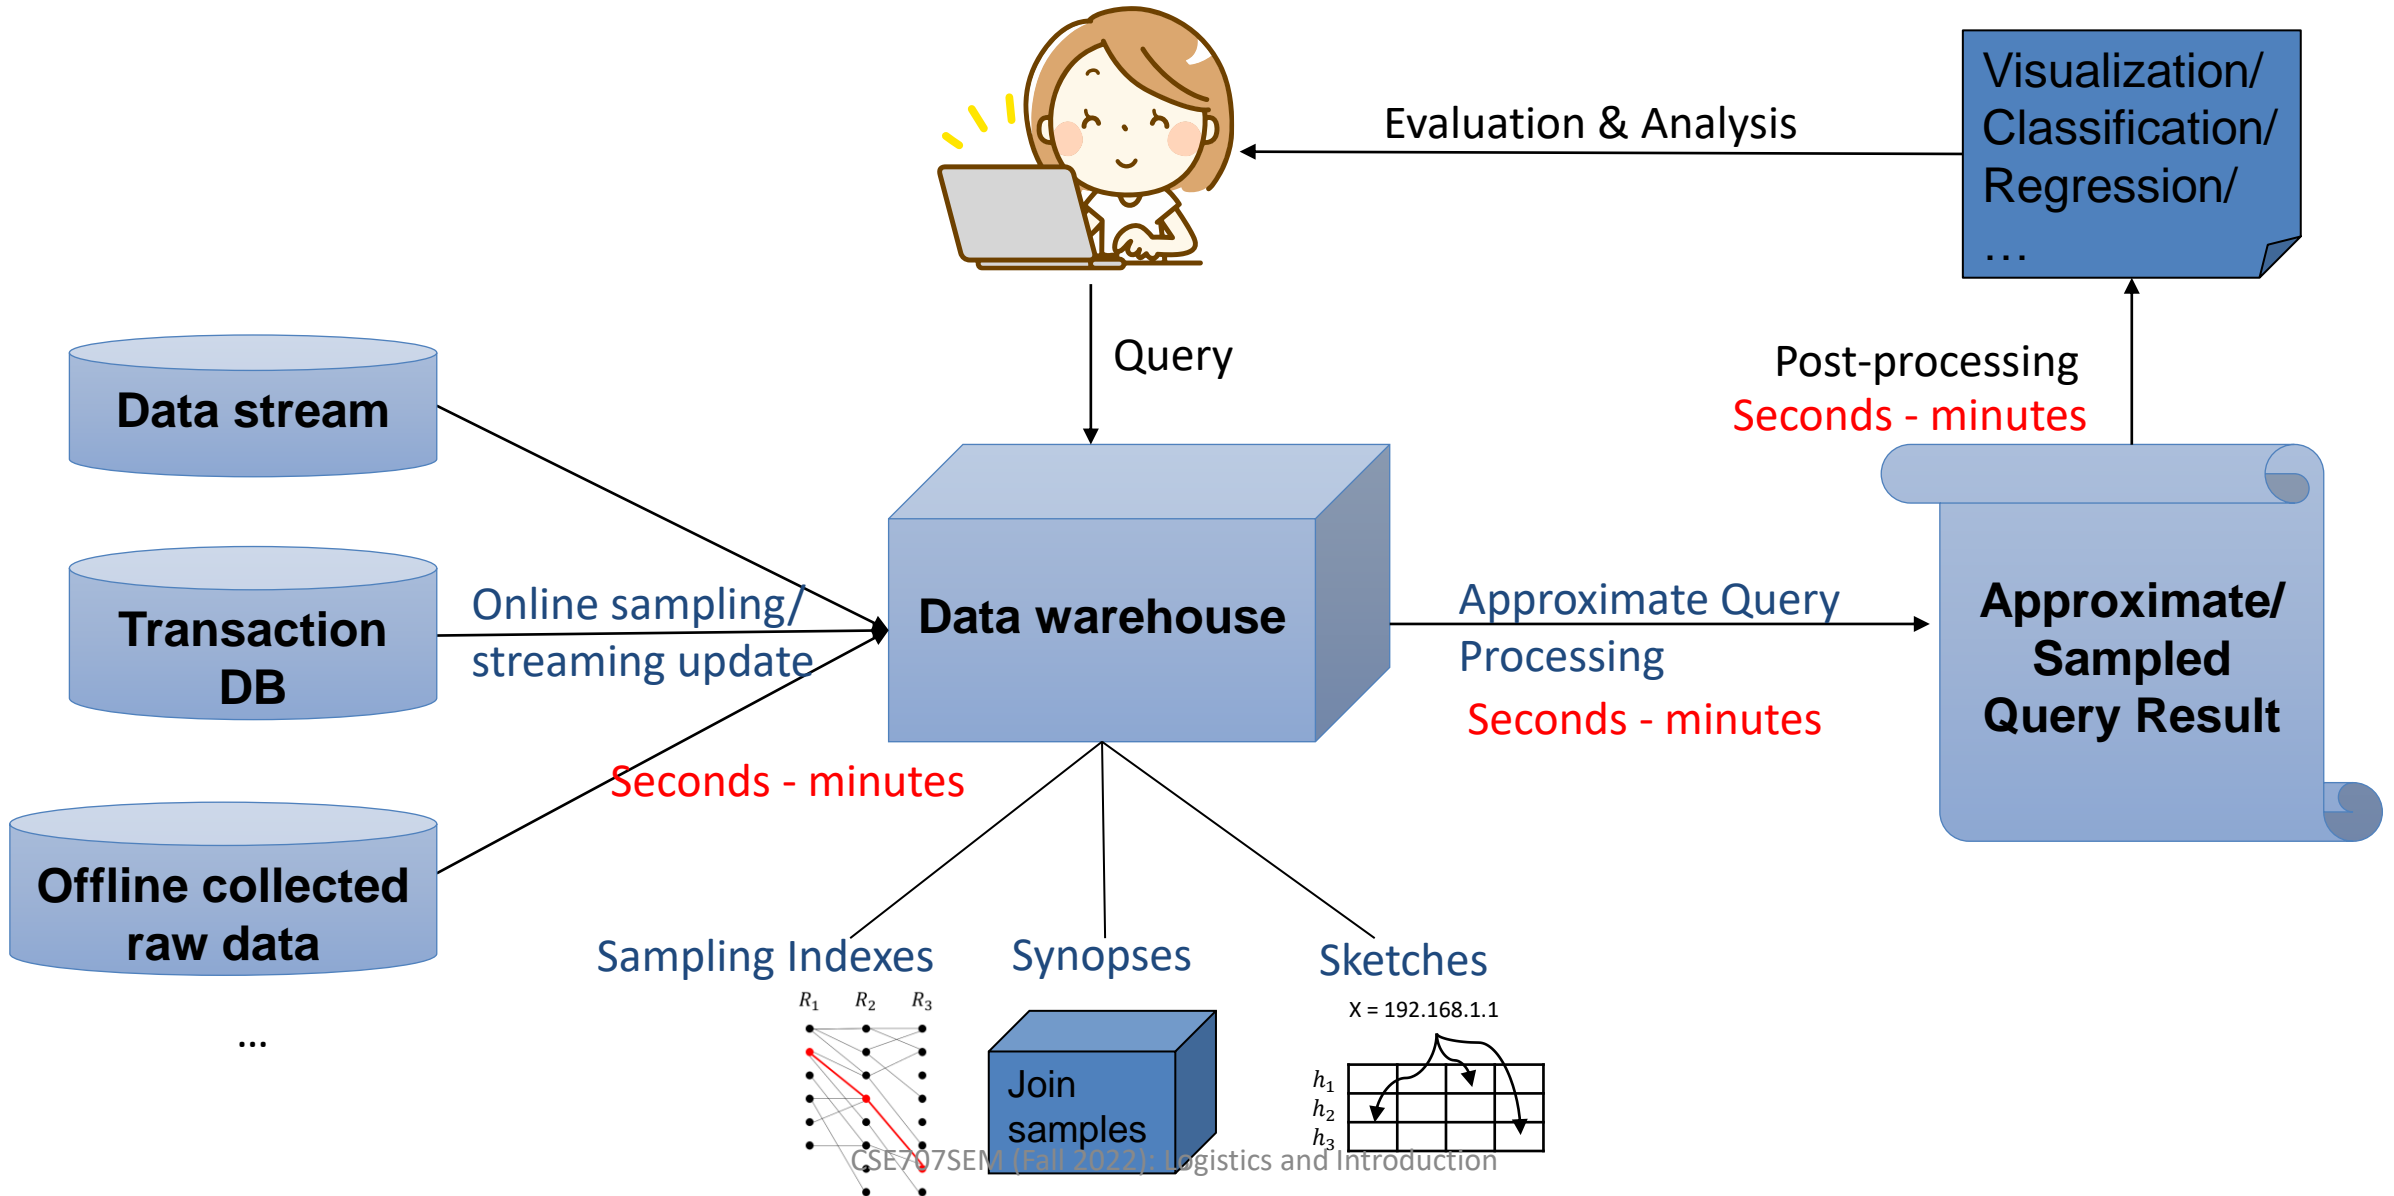 Visualization/
Classification/
Regression/
…
Evaluation & Analysis
Query
Post-processing
Seconds - minutes
Data stream
Transaction
DB
Offline collected
raw data
...
Online sampling/
streaming update
Seconds - minutes
Data warehouse
Approximate Query
Processing
Seconds - minutes
Approximate/
Sampled
Query Result
Sampling Indexes
Synopses
Sketches
R1 R2 R3
Join
samples
X = 192.168.1.1
h1
h2
h3
CSE707SEM (Fall 2022): Logistics and Introduction